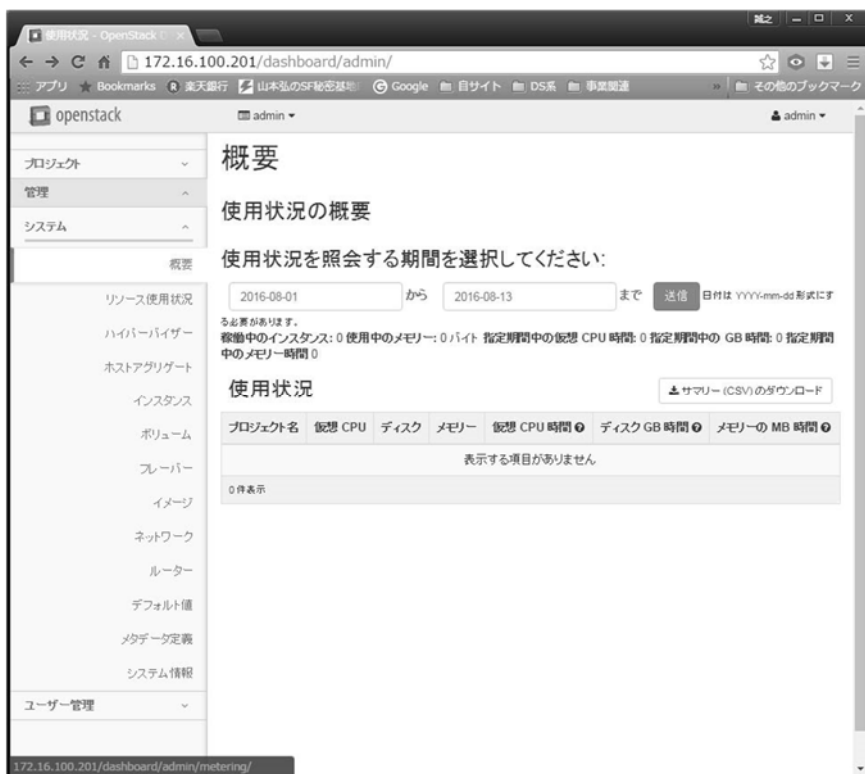 雑之
使用状況 - OpenStack D
172.16.100.201/dashboard/admin/
アプリ Bookmarks 楽天銀行 山本弘のSF秘密基地 Google 自サイト DS系 事業関連 » その他のブックマーク
openstack admin admin
プロジェクト
管理
システム
概要
リソース使用状況
ハイパーバイザー
ホストアグリゲート
インスタンス
ボリューム
フレーバー
イメージ
ネットワーク
ルーター
デフォルト値
メタデータ定義
システム情報
ユーザー管理
概要
使用状況の概要
使用状況を照会する期間を選択してください:
2016-08-01 から 2016-08-13 まで 送信 日付は YYYY-mm-dd 形式にす
る必要があります。
稼働中のインスタンス: 0 使用中のメモリー: 0 バイト 指定期間中の仮想 CPU 時間: 0 指定期間中の GB 時間: 0 指定期間
中のメモリー時間 0
使用状況 サマリー (CSV) のダウンロード
プロジェクト名 仮想 CPU ディスク メモリー 仮想 CPU 時間 ディスク GB 時間 メモリーの MB 時間
表示する項目がありません
0 件表示
172.16.100.201/dashboard/admin/metering/